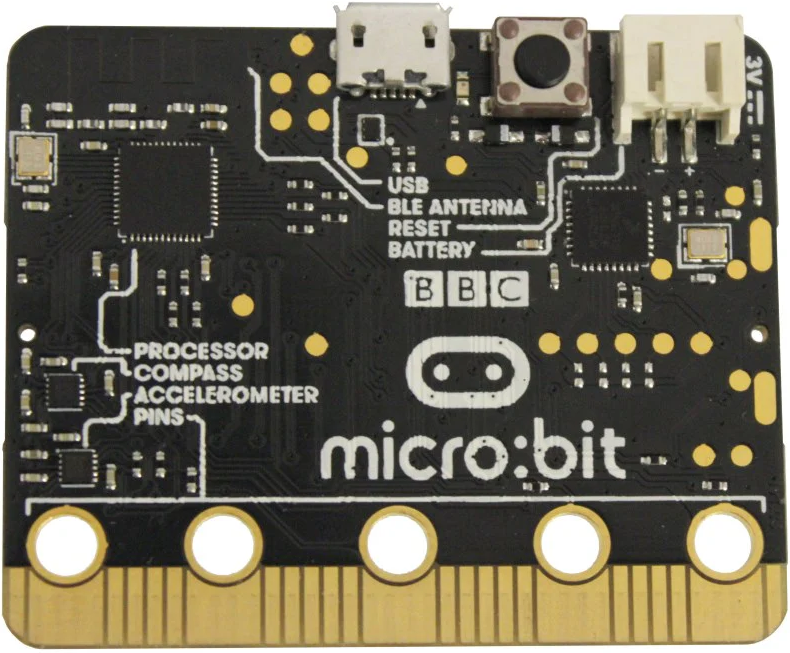 3V
- +
USB
BLE ANTENNA
RESET
BATTERY
BBC
PROCESSOR
COMPASS
ACCELEROMETER
PINS
micro:bit